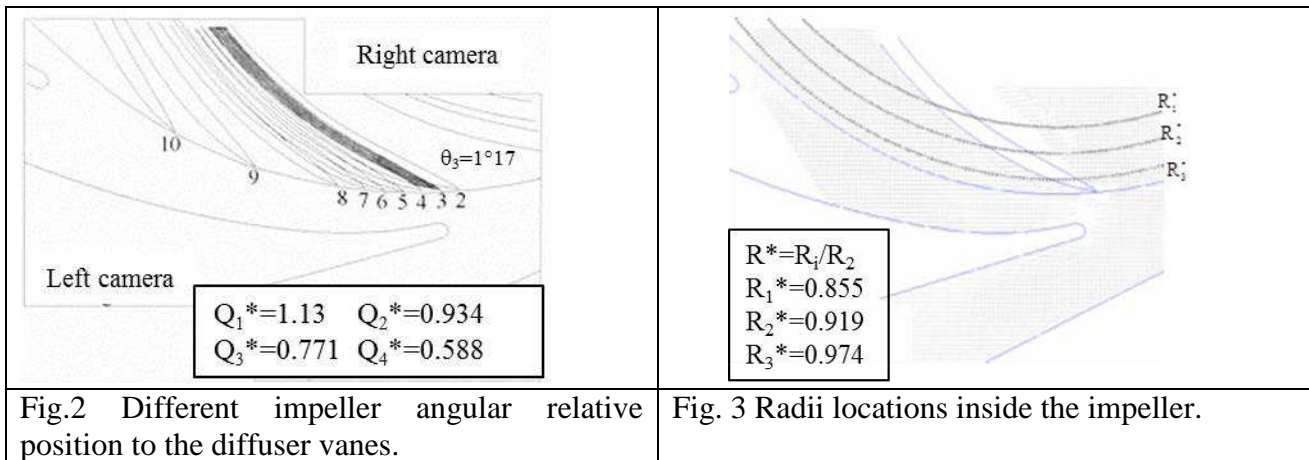 Right camera
θ₃=1°17
10
9
8 7 6 5 4 3 2
Left camera
Q₁*=1.13 Q₂*=0.934
Q₃*=0.771 Q₄*=0.588
Fig.2 Different impeller angular relative
position to the diffuser vanes.
R₁*
R₂*
R₃*
R*=Rᵢ/R₂
R₁*=0.855
R₂*=0.919
R₃*=0.974
Fig. 3 Radii locations inside the impeller.